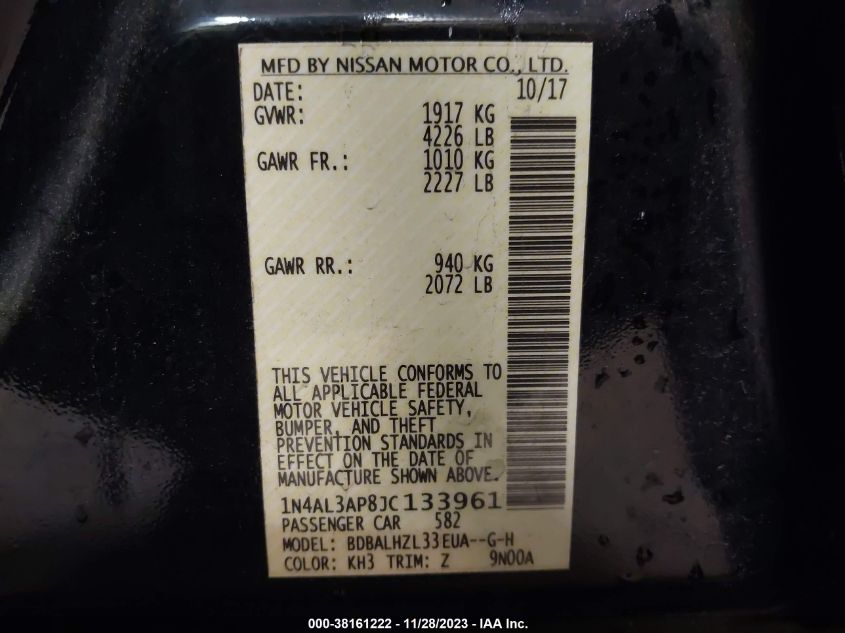 MFD BY NISSAN MOTOR CO., LTD.
DATE: 10/17
GVWR: 1917 KG
4226 LB
GAWR FR.: 1010 KG
2227 LB
GAWR RR.: 940 KG
2072 LB
THIS VEHICLE CONFORMS TO
ALL APPLICABLE FEDERAL
MOTOR VEHICLE SAFETY,
BUMPER, AND THEFT
PREVENTION STANDARDS IN
EFFECT ON THE DATE OF
MANUFACTURE SHOWN ABOVE.
1N4AL3AP8JC133961
PASSENGER CAR 582
MODEL: BDBALHZL33EUA--G-H
COLOR: KH3 TRIM: Z 9N00A
000-38161222 - 11/28/2023 - IAA Inc.